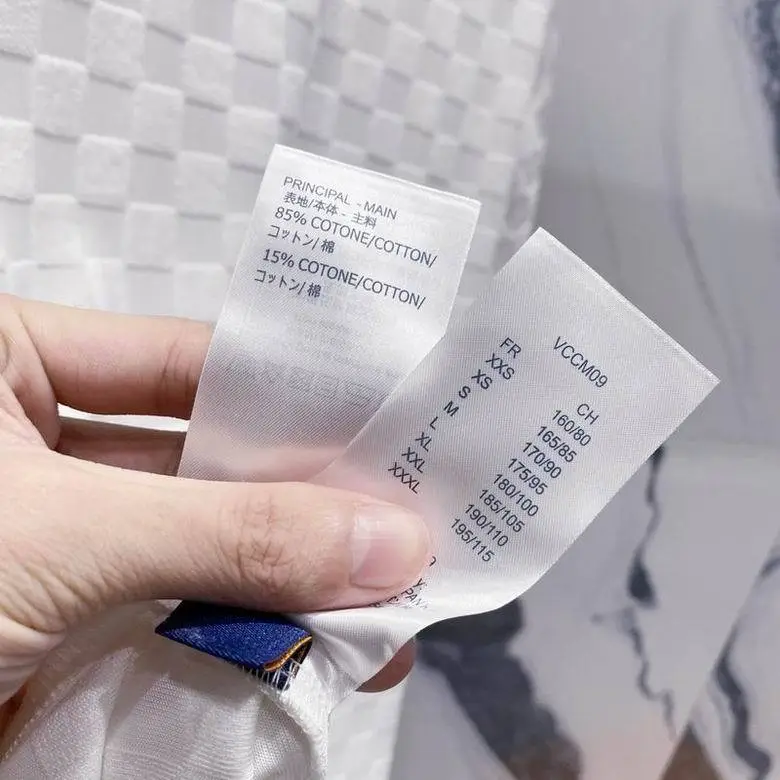 PRINCIPAL - MAIN
表地/本体 - 主料
85% COTONE/COTTON/
コットン/棉
15% COTONE/COTTON/
コットン/棉
VCCM09
FR CH
XXS 160/80
XS 165/85
S 170/90
M 175/95
L 180/100
XL 185/105
XXL 190/110
XXXL 195/115